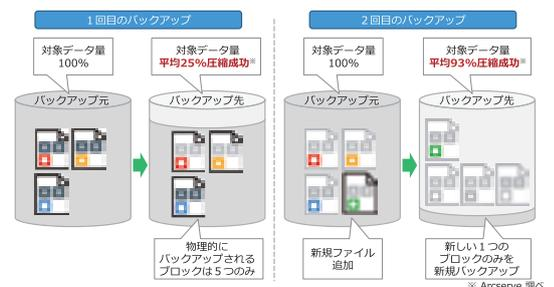 1回目のバックアップ
2回目のバックアップ
対象データ量
100%
対象データ量
平均25%圧縮成功※
対象データ量
100%
対象データ量
平均93%圧縮成功※
バックアップ元
バックアップ先
バックアップ元
バックアップ先
物理的に
バックアップされる
ブロックは5つのみ
新規ファイル
追加
新しい1つの
ブロックのみを
新規バックアップ
※ Arcserve 調べ